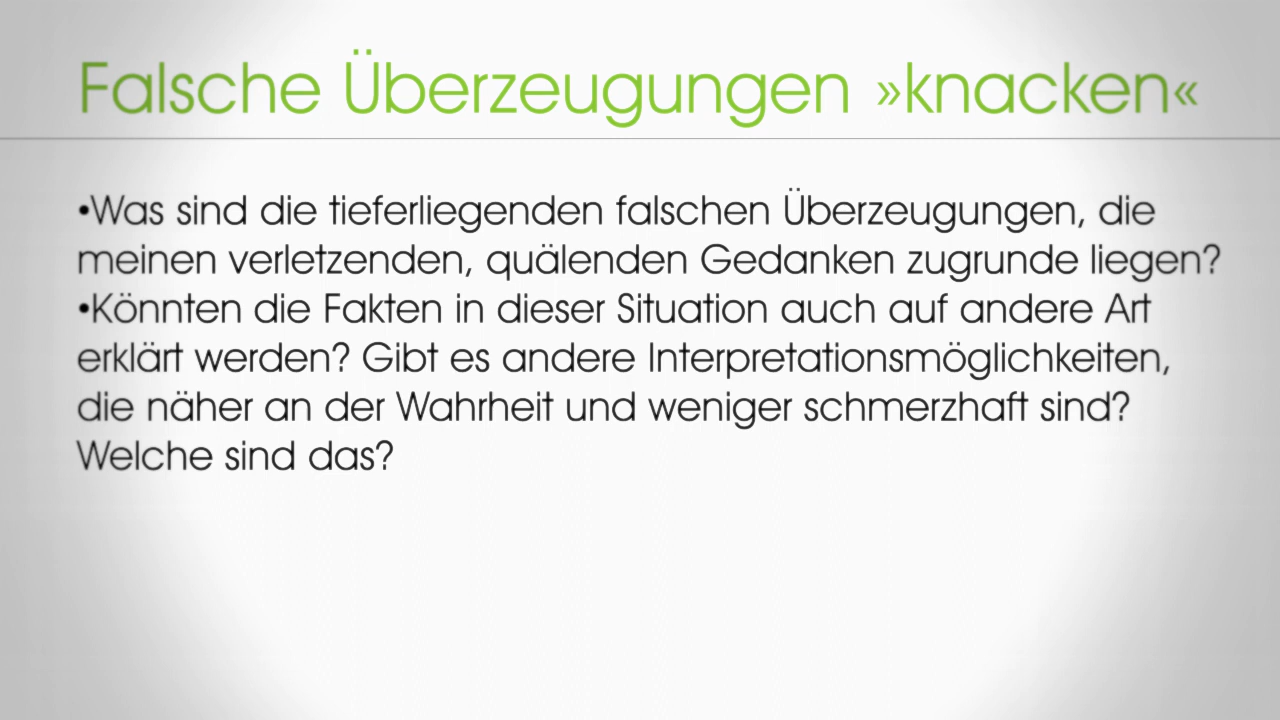 Falsche Überzeugungen »knacken«
•Was sind die tieferliegenden falschen Überzeugungen, die
meinen verletzenden, quälenden Gedanken zugrunde liegen?
•Könnten die Fakten in dieser Situation auch auf andere Art
erklärt werden? Gibt es andere Interpretationsmöglichkeiten,
die näher an der Wahrheit und weniger schmerzhaft sind?
Welche sind das?